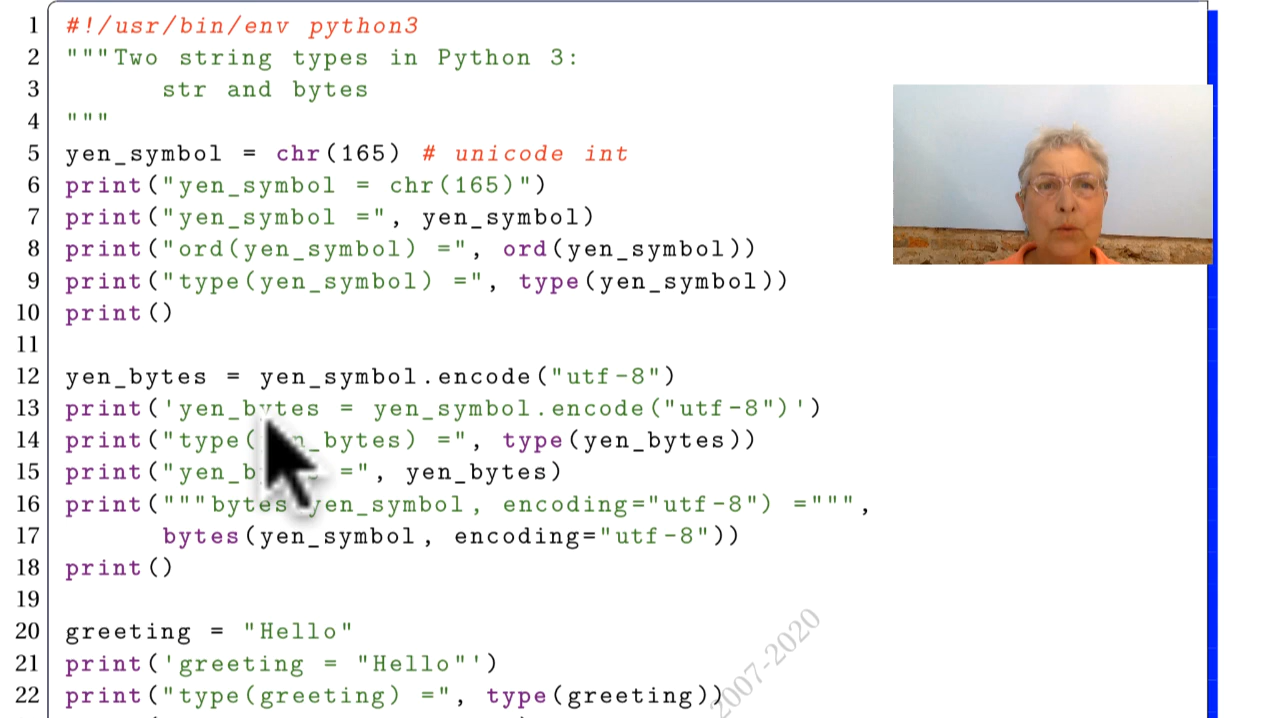 1 #!/usr/bin/env python3
2 """Two string types in Python 3:
3 str and bytes
4 """
5 yen_symbol = chr(165) # unicode int
6 print("yen_symbol = chr(165)")
7 print("yen_symbol =", yen_symbol)
8 print("ord(yen_symbol) =", ord(yen_symbol))
9 print("type(yen_symbol) =", type(yen_symbol))
10 print()
11
12 yen_bytes = yen_symbol.encode("utf-8")
13 print('yen_bytes = yen_symbol.encode("utf-8")')
14 print("type( _bytes) =", type(yen_bytes))
15 print("yen_b =", yen_bytes)
16 print("""bytes yen_symbol, encoding="utf-8") =""",
17 bytes(yen_symbol, encoding="utf-8"))
18 print()
19
20 greeting = "Hello"
21 print('greeting = "Hello"')
22 print("type(greeting) =", type(greeting))
2007-2020